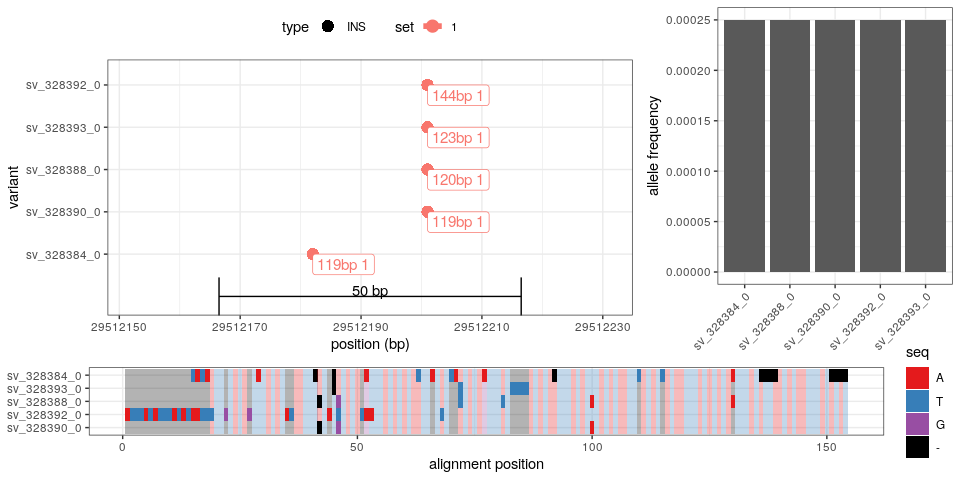 type INS set 1
variant
sv_328392_0
sv_328393_0
sv_328388_0
sv_328390_0
sv_328384_0
144bp 1
123bp 1
120bp 1
119bp 1
119bp 1
50 bp
29512150 29512170 29512190 29512210 29512230
position (bp)
allele frequency
0.00025
0.00020
0.00015
0.00010
0.00005
0.00000
sv_328384_0 sv_328388_0 sv_328390_0 sv_328392_0 sv_328393_0
sv_328384_0
sv_328393_0
sv_328388_0
sv_328392_0
sv_328390_0
0 50 100 150
alignment position
seq
A
T
G
-